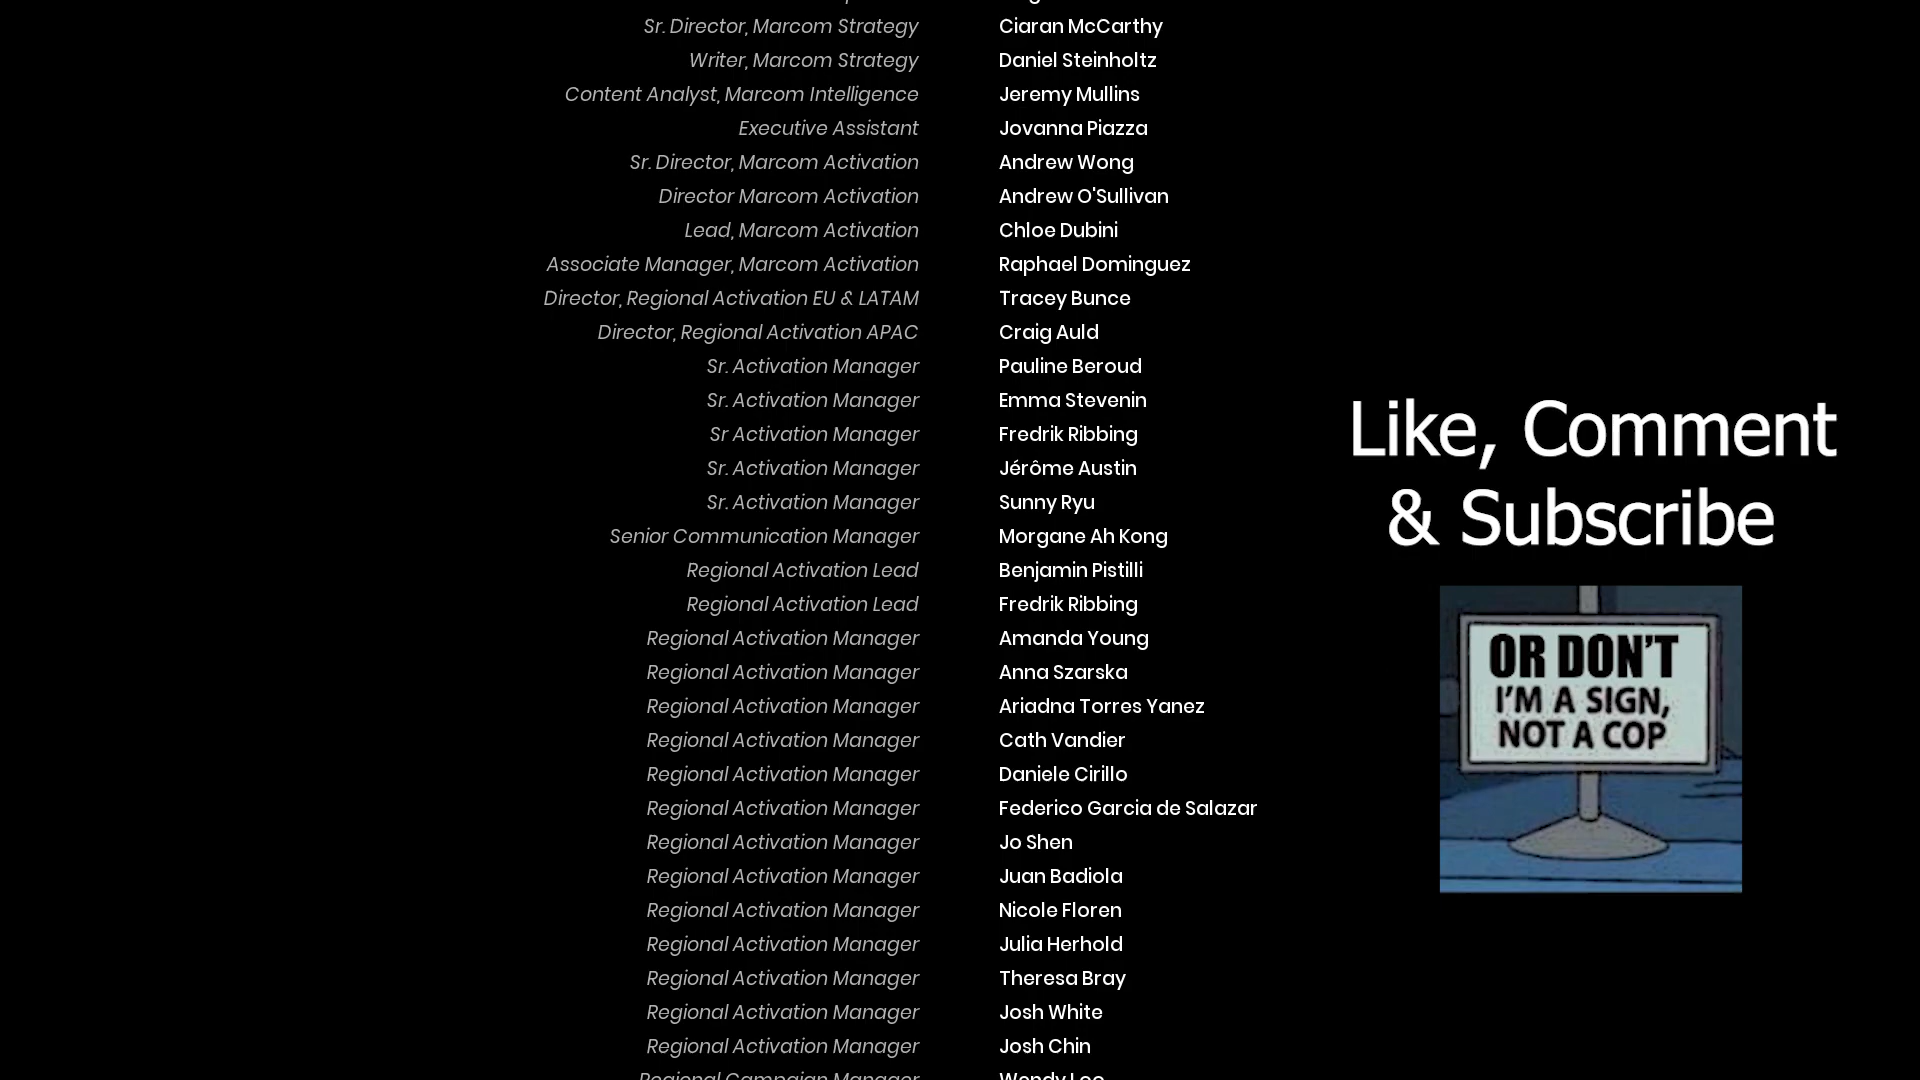 Sr. Director, Marcom Strategy Ciaran McCarthy
Writer, Marcom Strategy Daniel Steinholtz
Content Analyst, Marcom Intelligence Jeremy Mullins
Executive Assistant Jovanna Piazza
Sr. Director, Marcom Activation Andrew Wong
Director Marcom Activation Andrew O'Sullivan
Lead, Marcom Activation Chloe Dubini
Associate Manager, Marcom Activation Raphael Dominguez
Director, Regional Activation EU & LATAM Tracey Bunce
Director, Regional Activation APAC Craig Auld
Sr. Activation Manager Pauline Beroud
Sr. Activation Manager Emma Stevenin
Sr Activation Manager Fredrik Ribbing
Sr. Activation Manager Jérôme Austin
Sr. Activation Manager Sunny Ryu
Senior Communication Manager Morgane Ah Kong
Regional Activation Lead Benjamin Pistilli
Regional Activation Lead Fredrik Ribbing
Regional Activation Manager Amanda Young
Regional Activation Manager Anna Szarska
Regional Activation Manager Ariadna Torres Yanez
Regional Activation Manager Cath Vandier
Regional Activation Manager Daniele Cirillo
Regional Activation Manager Federico Garcia de Salazar
Regional Activation Manager Jo Shen
Regional Activation Manager Juan Badiola
Regional Activation Manager Nicole Floren
Regional Activation Manager Julia Herhold
Regional Activation Manager Theresa Bray
Regional Activation Manager Josh White
Regional Activation Manager Josh Chin
Regional Campaign Manager Wendy Lee
Like, Comment
& Subscribe
OR DON'T
I'M A SIGN,
NOT A COP